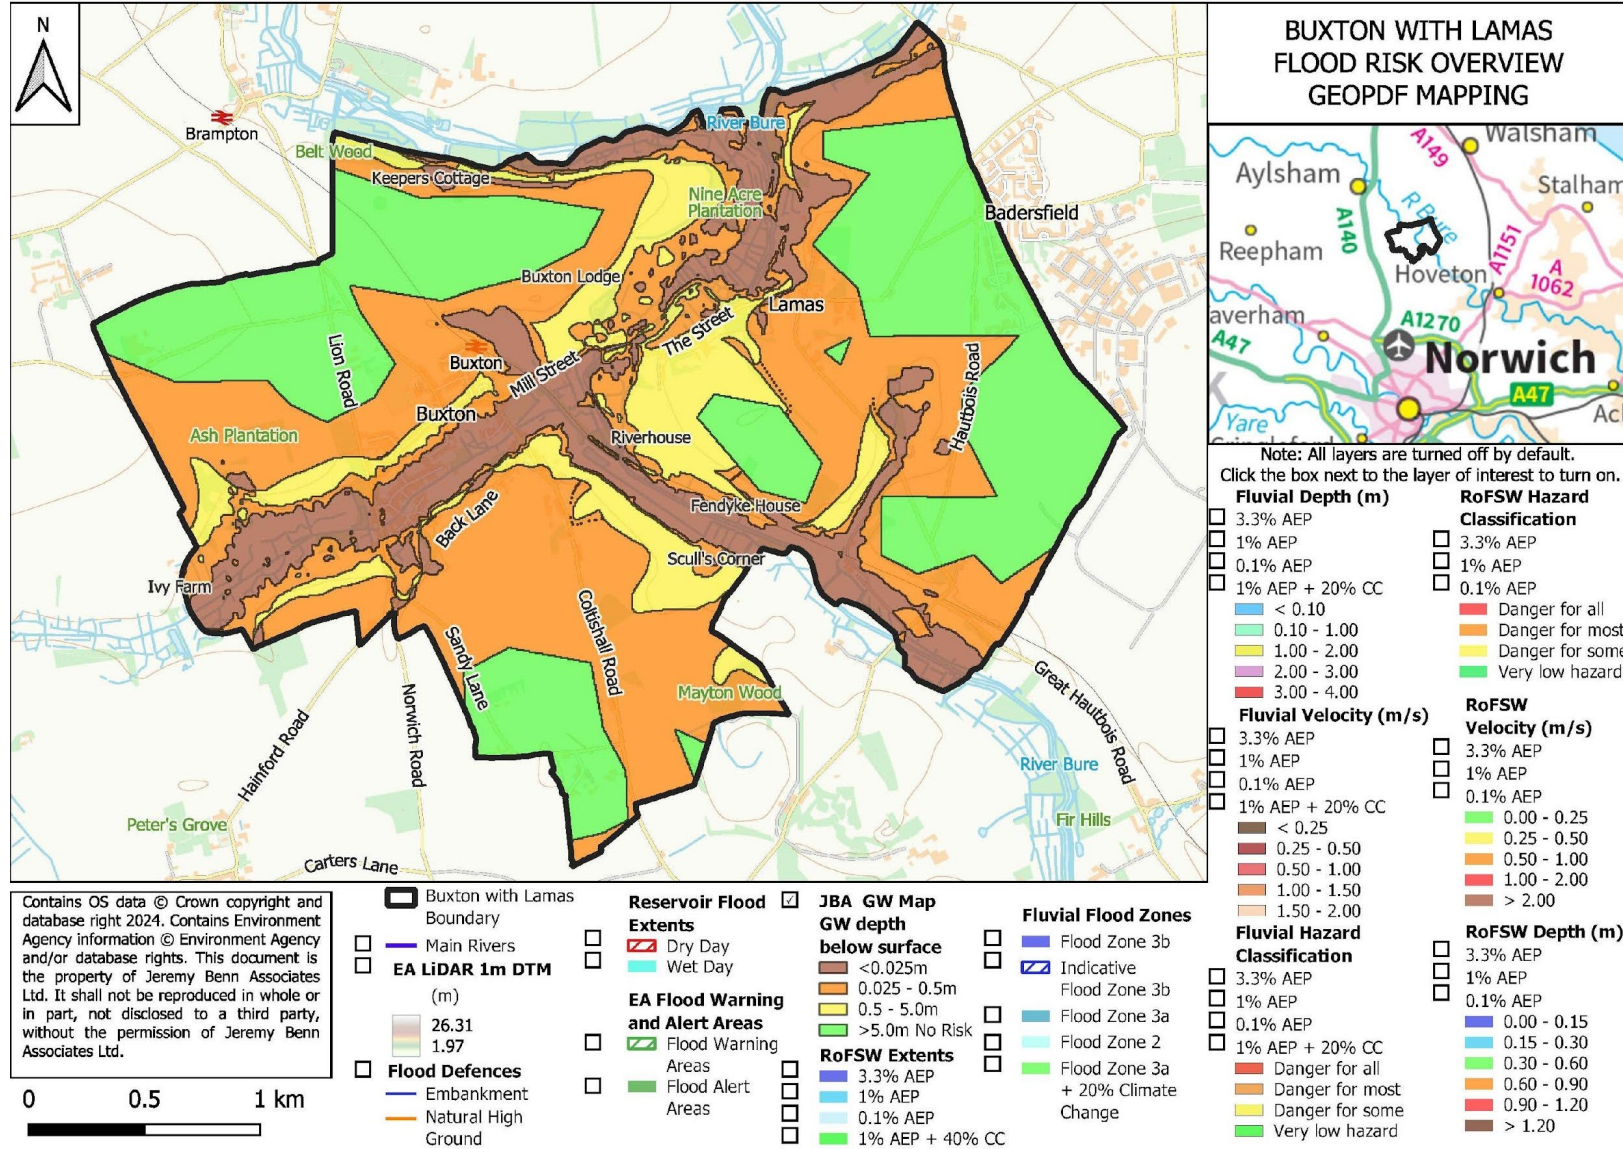 N
Brampton
Belt Wood
Keepers Cottage
River Bure
Nine Acre
Plantation
Badersfield
Buxton Lodge
Lamas
The Street
Mill Street
Lion Road
Buxton
Buxton
Hautbois Road
Ash Plantation
Riverhouse
Back Lane
Fendyke House
Scull's Corner
Ivy Farm
Coltishall Road
Sandy Lane
Mayton Wood
Great Hautbois Road
Norwich Road
Hainford Road
River Bure
Peter's Grove
Fir Hills
Carters Lane
BUXTON WITH LAMAS
FLOOD RISK OVERVIEW
GEOPDF MAPPING
Walsham
A149
Aylsham
Stalham
R Bure
A140
Reepham
A1151
Hoveton
A
1062
averham
A1270
A47
Norwich
A47
Yare
Acl
Note: All layers are turned off by default.
Click the box next to the layer of interest to turn on.
Fluvial Depth (m)
3.3% AEP
1% AEP
0.1% AEP
1% AEP + 20% CC
< 0.10
0.10 - 1.00
1.00 - 2.00
2.00 - 3.00
3.00 - 4.00
Fluvial Velocity (m/s)
3.3% AEP
1% AEP
0.1% AEP
1% AEP + 20% CC
< 0.25
0.25 - 0.50
0.50 - 1.00
1.00 - 1.50
1.50 - 2.00
Fluvial Hazard
Classification
3.3% AEP
1% AEP
0.1% AEP
1% AEP + 20% CC
Danger for all
Danger for most
Danger for some
Very low hazard
RoFSW Hazard
Classification
3.3% AEP
1% AEP
0.1% AEP
Danger for all
Danger for most
Danger for some
Very low hazard
RoFSW
Velocity (m/s)
3.3% AEP
1% AEP
0.1% AEP
0.00 - 0.25
0.25 - 0.50
0.50 - 1.00
1.00 - 2.00
> 2.00
RoFSW Depth (m)
3.3% AEP
1% AEP
0.1% AEP
0.00 - 0.15
0.15 - 0.30
0.30 - 0.60
0.60 - 0.90
0.90 - 1.20
> 1.20
Contains OS data © Crown copyright and
database right 2024. Contains Environment
Agency information © Environment Agency
and/or database rights. This document is
the property of Jeremy Benn Associates
Ltd. It shall not be reproduced in whole or
in part, not disclosed to a third party,
without the permission of Jeremy Benn
Associates Ltd.
0 0.5 1 km
Buxton with Lamas
Boundary
Main Rivers
EA LiDAR 1m DTM
(m)
26.31
1.97
Flood Defences
Embankment
Natural High
Ground
Reservoir Flood
Extents
Dry Day
Wet Day
EA Flood Warning
and Alert Areas
Flood Warning
Areas
Flood Alert
Areas
JBA GW Map
GW depth
below surface
<0.025m
0.025 - 0.5m
0.5 - 5.0m
>5.0m No Risk
RoFSW Extents
3.3% AEP
1% AEP
0.1% AEP
1% AEP + 40% CC
Fluvial Flood Zones
Flood Zone 3b
Indicative
Flood Zone 3b
Flood Zone 3a
Flood Zone 2
Flood Zone 3a
+ 20% Climate
Change